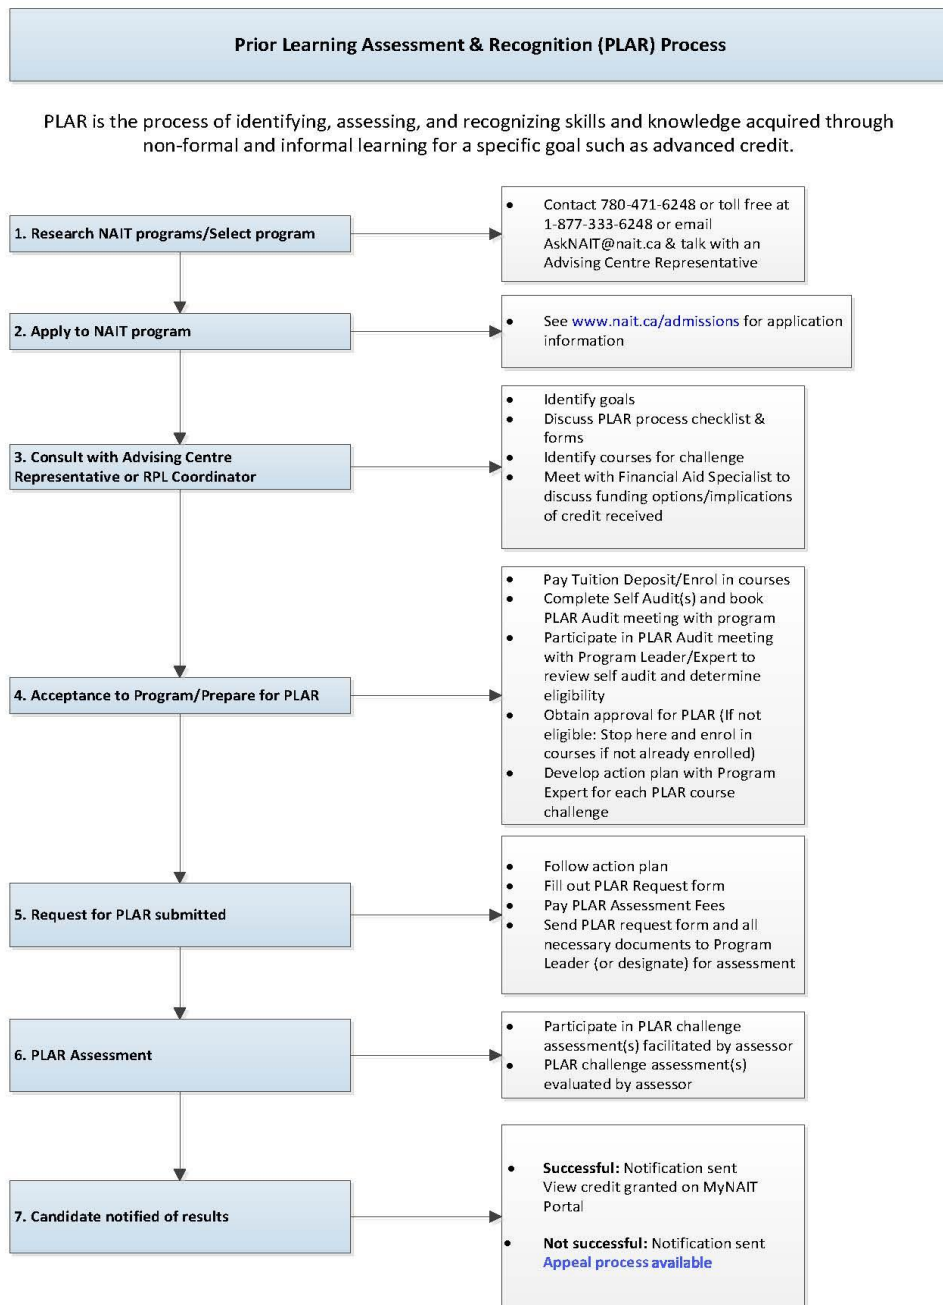 Prior Learning Assessment & Recognition (PLAR) Process
PLAR is the process of identifying, assessing, and recognizing skills and knowledge acquired through
non-formal and informal learning for a specific goal such as advanced credit.
1. Research NAIT programs/Select program
• Contact 780-471-6248 or toll free at
1-877-333-6248 or email
AskNAIT@nait.ca & talk with an
Advising Centre Representative
2. Apply to NAIT program
• See www.nait.ca/admissions for application
information
3. Consult with Advising Centre
Representative or RPL Coordinator
• Identify goals
• Discuss PLAR process checklist &
forms
• Identify courses for challenge
• Meet with Financial Aid Specialist to
discuss funding options/implications
of credit received
4. Acceptance to Program/Prepare for PLAR
• Pay Tuition Deposit/Enrol in courses
• Complete Self Audit(s) and book
PLAR Audit meeting with program
• Participate in PLAR Audit meeting
with Program Leader/Expert to
review self audit and determine
eligibility
• Obtain approval for PLAR (If not
eligible: Stop here and enrol in
courses if not already enrolled)
• Develop action plan with Program
Expert for each PLAR course
challenge
5. Request for PLAR submitted
• Follow action plan
• Fill out PLAR Request form
• Pay PLAR Assessment Fees
• Send PLAR request form and all
necessary documents to Program
Leader (or designate) for assessment
6. PLAR Assessment
• Participate in PLAR challenge
assessment(s) facilitated by assessor
• PLAR challenge assessment(s)
evaluated by assessor
7. Candidate notified of results
• Successful: Notification sent
View credit granted on MyNAIT
Portal
• Not successful: Notification sent
Appeal process available